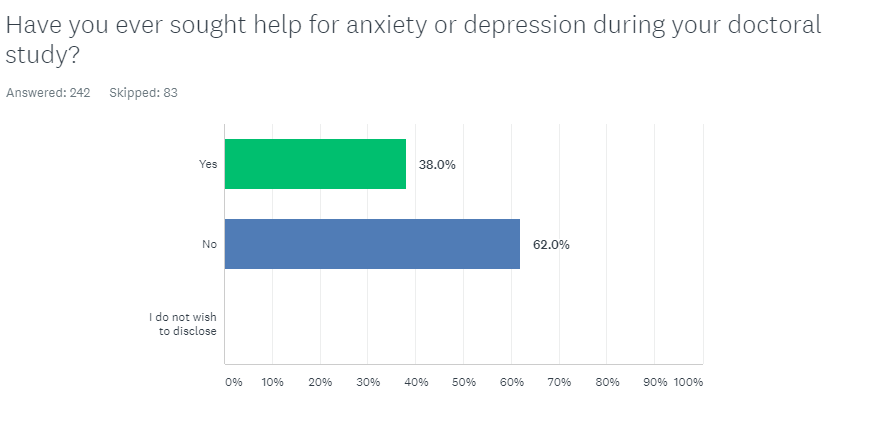 Have you ever sought help for anxiety or depression during your doctoral
study?
Answered: 242 Skipped: 83
Yes 38.0%
No 62.0%
I do not wish
to disclose
0% 10% 20% 30% 40% 50% 60% 70% 80% 90% 100%